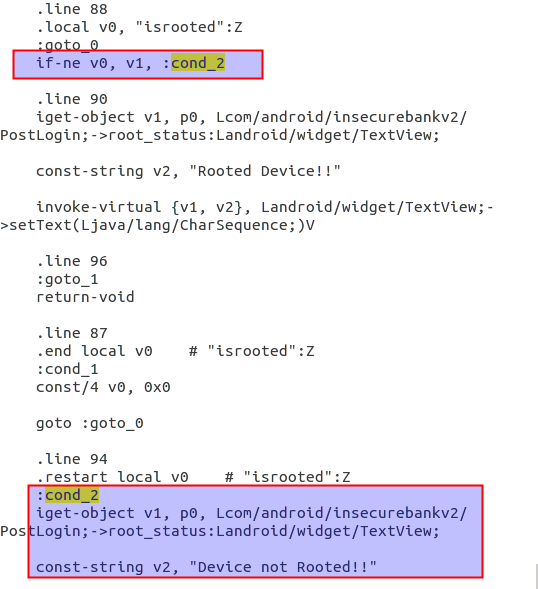 .line 88
.local v0, "isrooted":Z
:goto_0
if-ne v0, v1, :cond_2
.line 90
iget-object v1, p0, Lcom/android/insecurebankv2/
PostLogin;->root_status:Landroid/widget/TextView;
const-string v2, "Rooted Device!!"
invoke-virtual {v1, v2}, Landroid/widget/TextView;-
>setText(Ljava/lang/CharSequence;)V
.line 96
:goto_1
return-void
.line 87
.end local v0    # "isrooted":Z
:cond_1
const/4 v0, 0x0
goto :goto_0
.line 94
.restart local v0    # "isrooted":Z
:cond_2
iget-object v1, p0, Lcom/android/insecurebankv2/
PostLogin;->root_status:Landroid/widget/TextView;
const-string v2, "Device not Rooted!!"